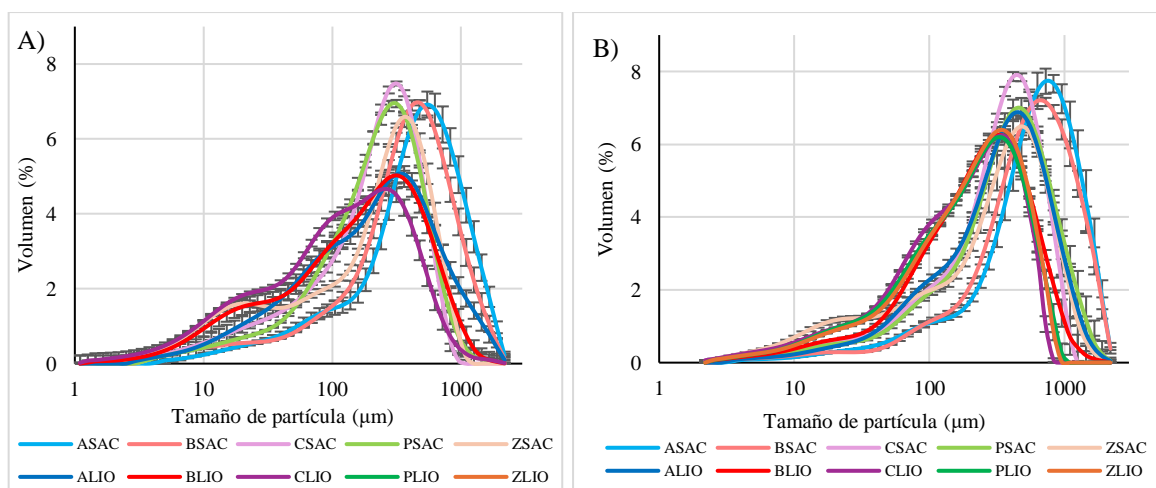 A)
8
6
4
2
0
Volumen (%)
1 10 100 1000
Tamaño de partícula (µm)
ASAC BSAC CSAC PSAC ZSAC
ALIO BLIO CLIO PLIO ZLIO
B)
8
6
4
2
0
Volumen (%)
1 10 100 1000
Tamaño de partícula (µm)
ASAC BSAC CSAC PSAC ZSAC
ALIO BLIO CLIO PLIO ZLIO